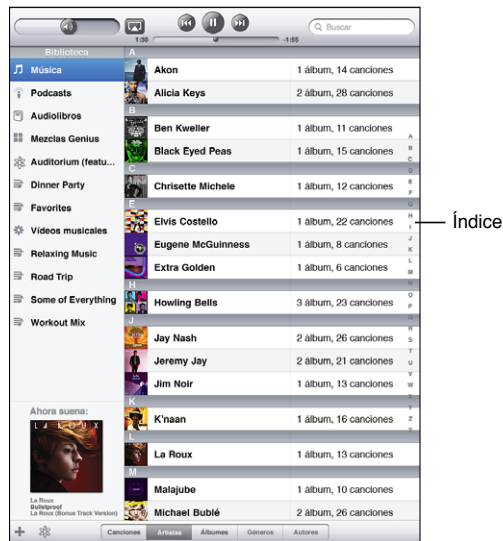 Buscar
1:30
-1:55
Biblioteca
Música
Podcasts
Audiolibros
Mezclas Genius
Auditorium (featu...
Dinner Party
Favorites
Vídeos musicales
Relaxing Music
Road Trip
Some of Everything
Workout Mix
Ahora suena:
LA ROUX
La Roux
Bulletproof
La Roux (Bonus Track Version)
A
Akon 1 álbum, 14 canciones
Alicia Keys 2 álbum, 28 canciones
B
Ben Kweller 1 álbum, 11 canciones
Black Eyed Peas 1 álbum, 15 canciones
C
Chrisette Michele 1 álbum, 12 canciones
E
Elvis Costello 1 álbum, 22 canciones
Eugene McGuinness 1 álbum, 8 canciones
Extra Golden 1 álbum, 6 canciones
H
Howling Bells 3 álbum, 23 canciones
J
Jay Nash 2 álbum, 26 canciones
Jeremy Jay 2 álbum, 21 canciones
Jim Noir 1 álbum, 13 canciones
K
K'naan 1 álbum, 16 canciones
L
La Roux 1 álbum, 13 canciones
M
Malajube 1 álbum, 10 canciones
Michael Bublé 2 álbum, 26 canciones
A
B
C
D
E
F
G
H
I
J
K
L
M
N
O
P
Q
R
S
T
U
V
W
X
Y
Z
Índice
Canciones Artistas Álbumes Géneros Autores